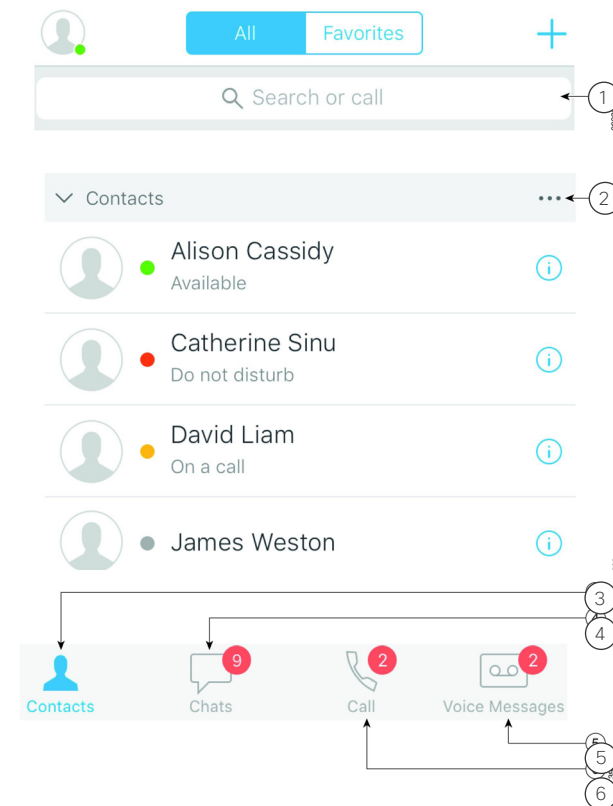 All Favorites
Search or call
1
Contacts
2
Alison Cassidy
Available
Catherine Sinu
Do not disturb
David Liam
On a call
James Weston
3
4
9
2
2
Contacts Chats Call Voice Messages
5
6